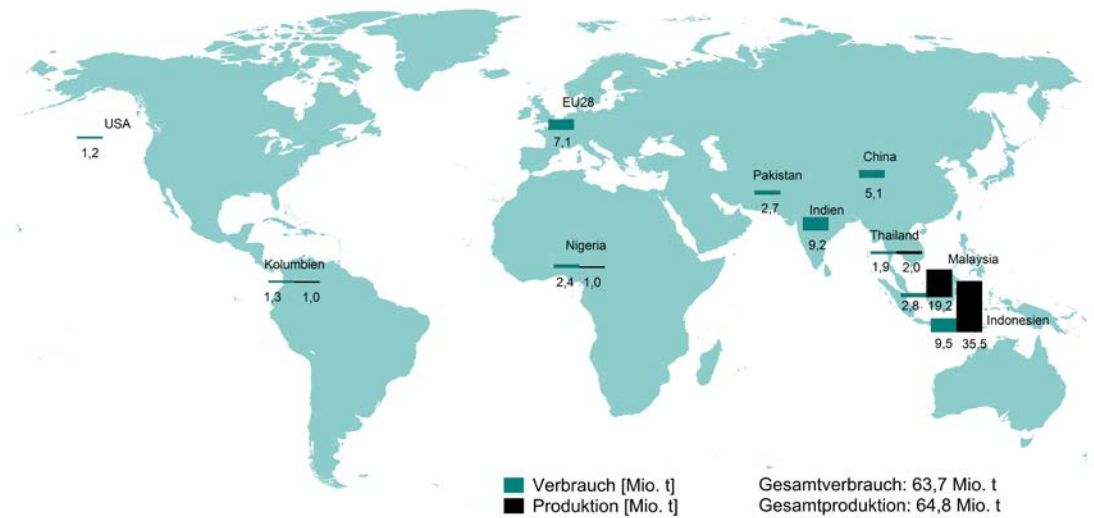 USA
1,2
EU28
7,1
China
5,1
Pakistan
2,7
Indien
9,2
Thailand
1,9 2,0
Nigeria
2,4 1,0
Malaysia
2,8 19,2
Kolumbien
1,3 1,0
Indonesien
9,5 35,5
Verbrauch [Mio. t] Gesamtverbrauch: 63,7 Mio. t
Produktion [Mio. t] Gesamtproduktion: 64,8 Mio. t